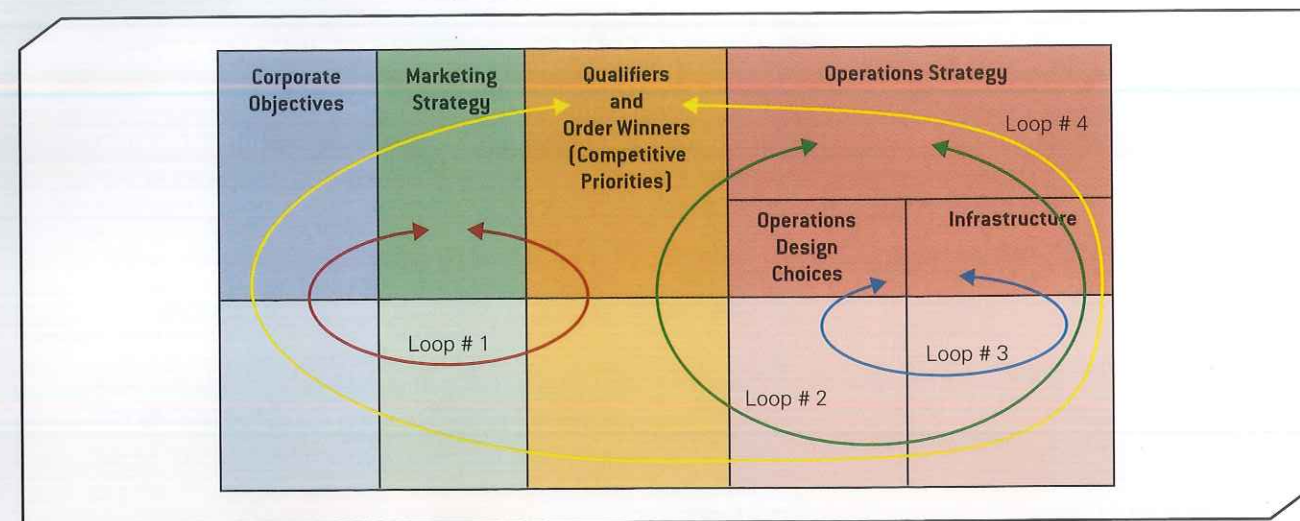 Corporate
Objectives
Marketing
Strategy
Qualifiers
and
Order Winners
(Competitive
Priorities)
Operations Strategy
Loop # 4
Operations
Design
Choices
Infrastructure
Loop # 1
Loop # 3
Loop # 2